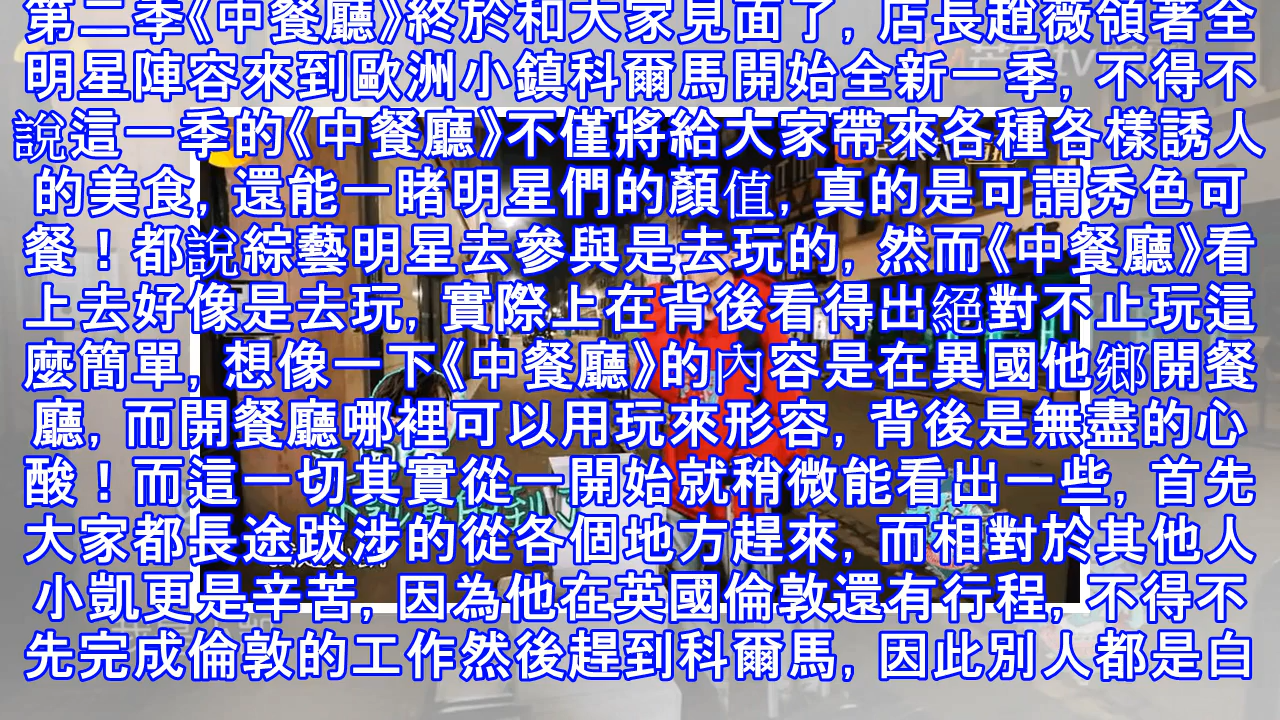 第二季《中餐廳》終於和大家見面了, 店長趙薇領著全
明星陣容來到歐洲小鎮科爾馬開始全新一季, 不得不
說這一季的《中餐廳》不僅將給大家帶來各種各樣誘人
的美食, 還能一睹明星們的顏值, 真的是可謂秀色可
餐！都說綜藝明星去參與是去玩的, 然而《中餐廳》看
上去好像是去玩, 實際上在背後看得出絕對不止玩這
麼簡單, 想像一下《中餐廳》的內容是在異國他鄉開餐
廳, 而開餐廳哪裡可以用玩來形容, 背後是無盡的心
酸！而這一切其實從一開始就稍微能看出一些, 首先
大家都長途跋涉的從各個地方趕來, 而相對於其他人
小凱更是辛苦, 因為他在英國倫敦還有行程, 不得不
先完成倫敦的工作然後趕到科爾馬, 因此別人都是白